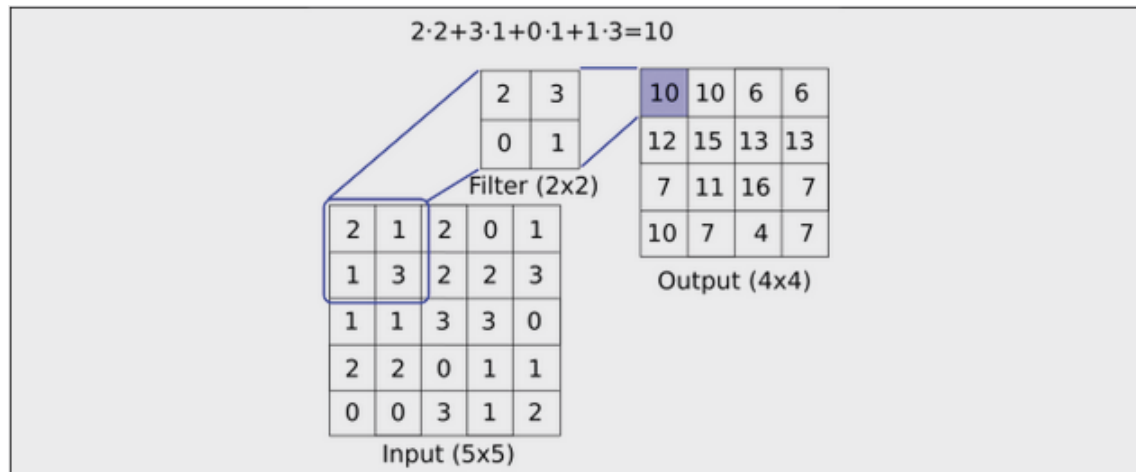 2·2+3·1+0·1+1·3=10
2 3
0 1
Filter (2x2)
10 10 6 6
12 15 13 13
7 11 16 7
10 7 4 7
Output (4x4)
2 1 2 0 1
1 3 2 2 3
1 1 3 3 0
2 2 0 1 1
0 0 3 1 2
Input (5x5)